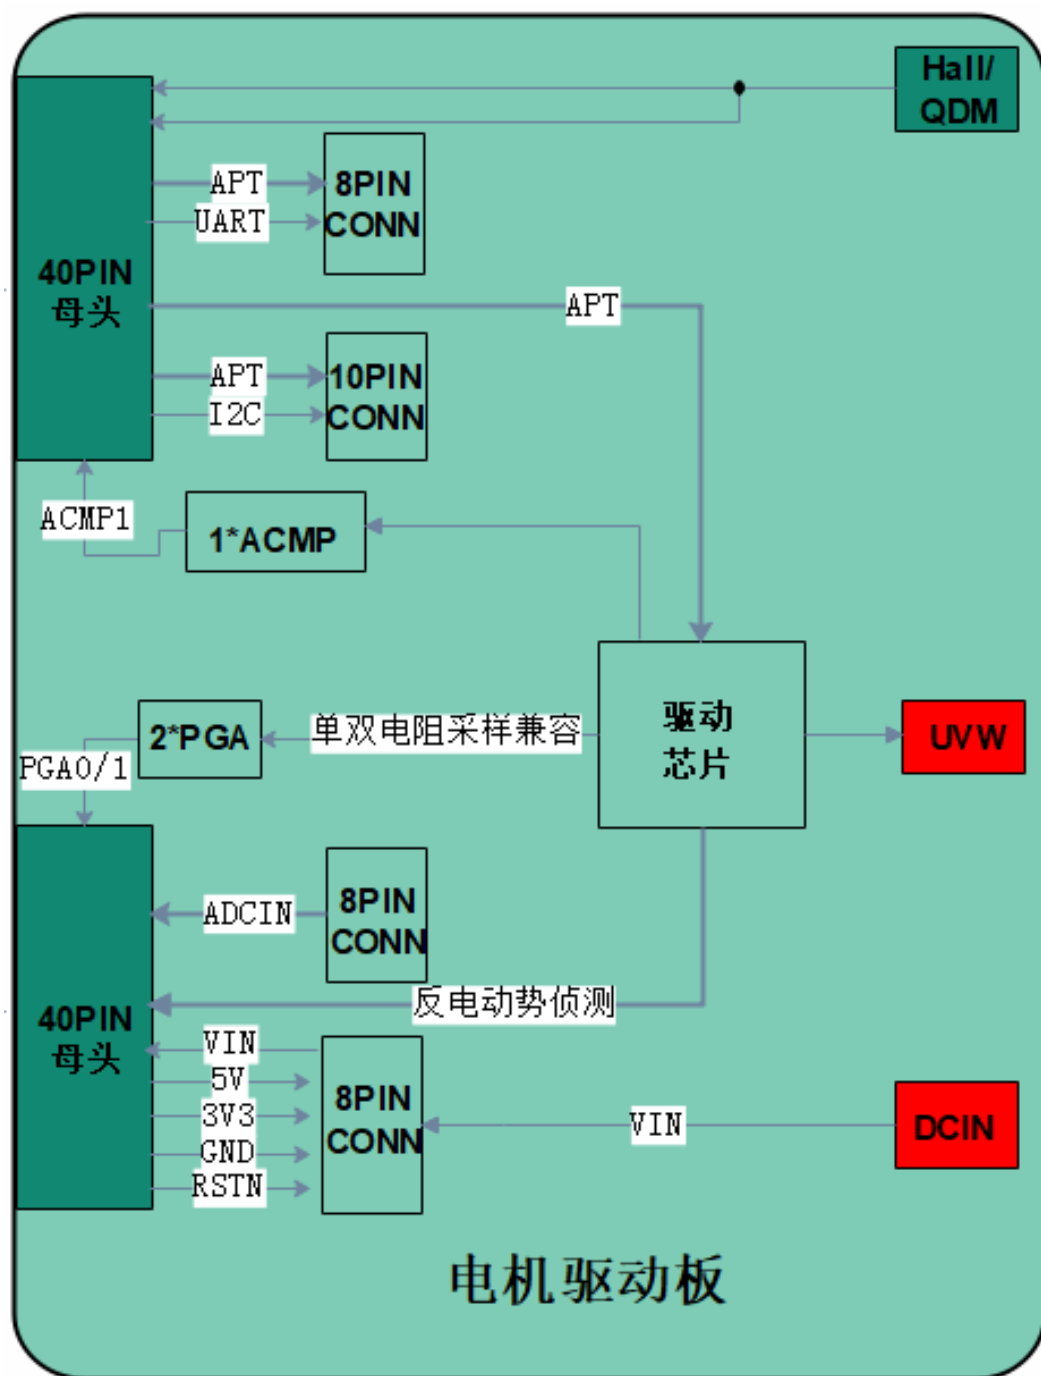 Hall/
QDM
APT
8PIN
UART
CONN
40PIN
母头
APT
APT
10PIN
I2C
CONN
ACMP1
1*ACMP
单双电阻采样兼容
驱动
芯片
UVW
2*PGA
PGA0/1
ADCIN
8PIN
CONN
反电动势侦测
40PIN
母头
VIN
5V
3V3
GND
RSTN
8PIN
CONN
VIN
DCIN
电机驱动板